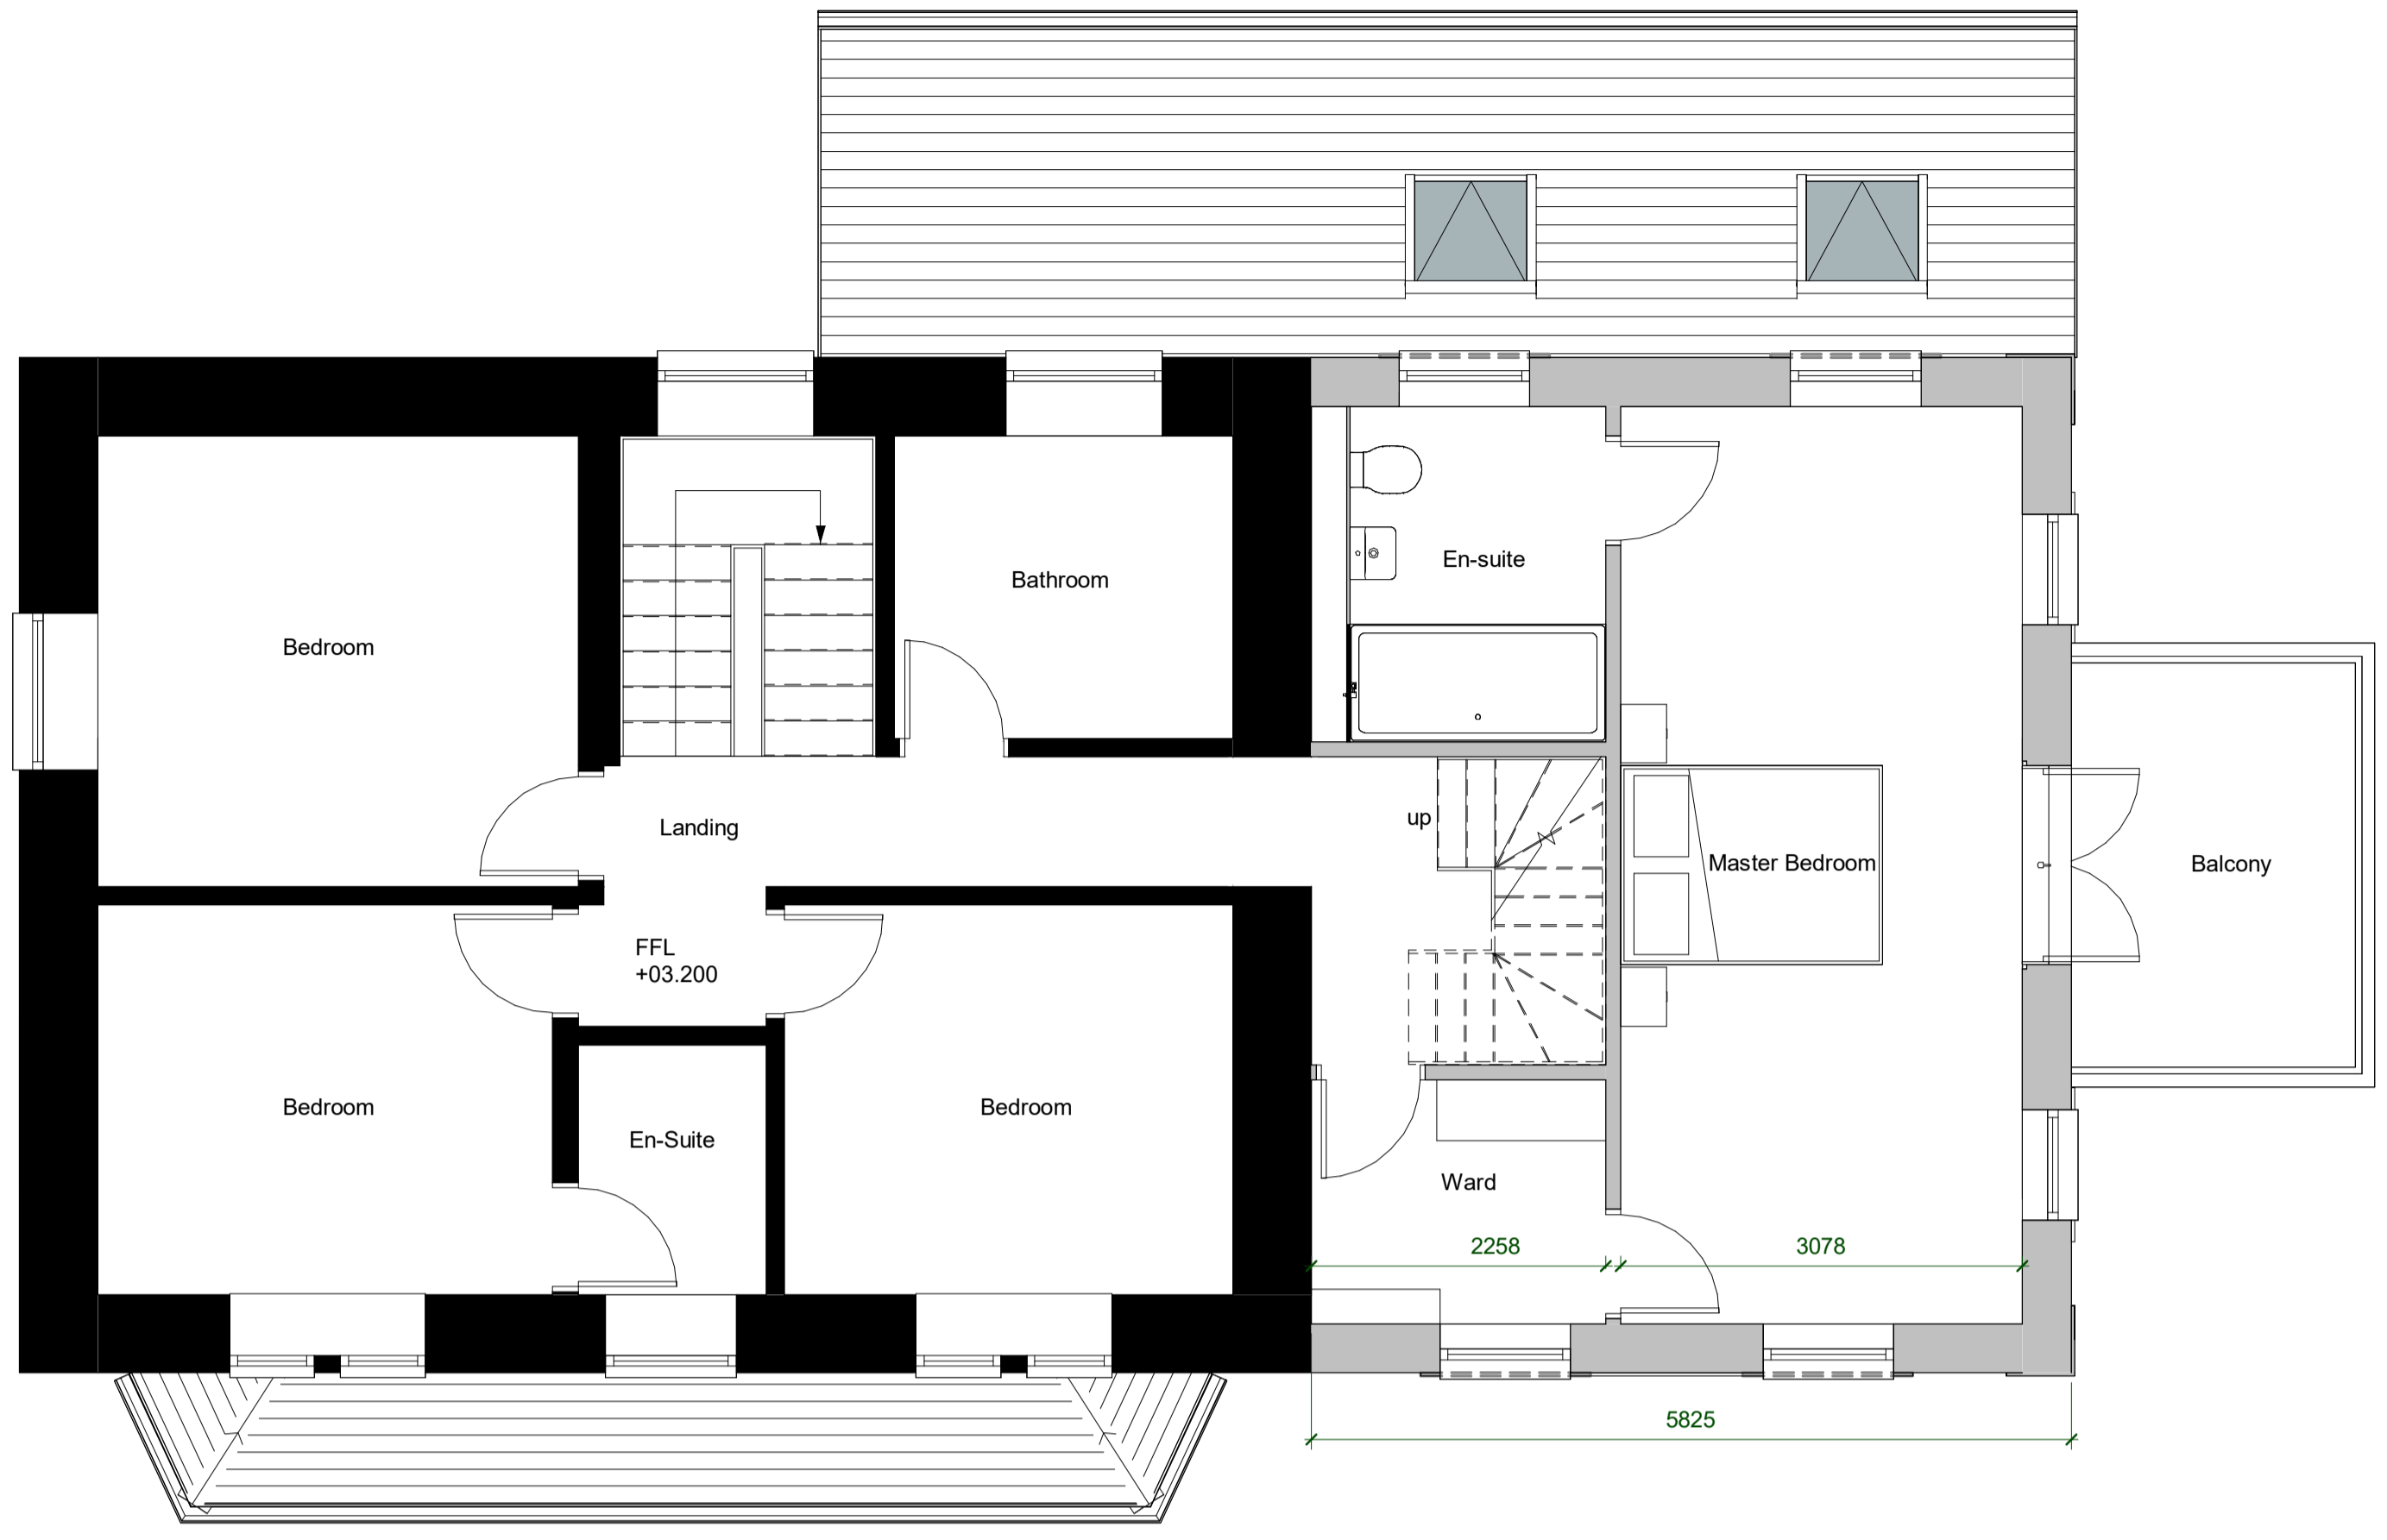 En-suite
Bathroom
Bedroom
up
Landing
Master Bedroom
Balcony
FFL
+03.200
Bedroom
En-Suite
Bedroom
Ward
2258
3078
5825